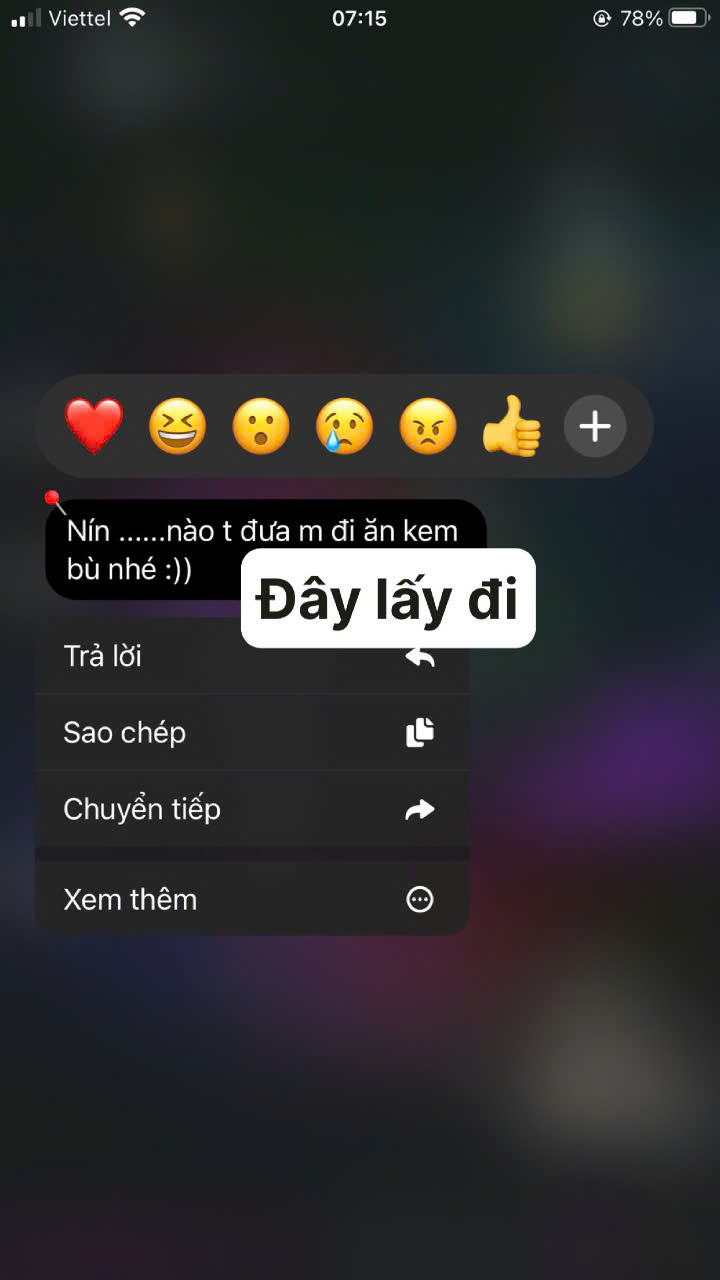 Viettel 07:15 78%
Nín ......nào t đưa m đi ăn kem
bù nhé :))
Đây lấy đi
Trả lời
Sao chép
Chuyển tiếp
Xem thêm